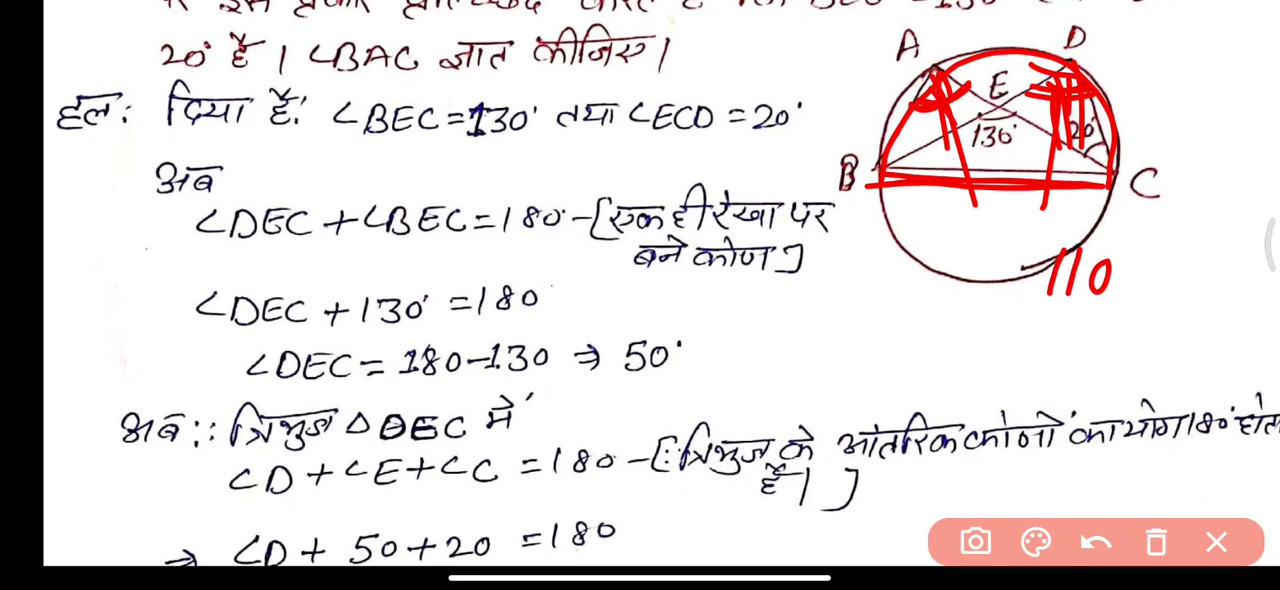 20° है । ∠BAC ज्ञात कीजिए ।
हल: दिया है: ∠BEC = 130° तथा ∠ECD = 20°
अब
∠DEC + ∠BEC = 180 - [एक ही रेखा पर
बने कोण]
∠DEC + 130° = 180
∠DEC = 180 - 130 ⇒ 50°
अब :: त्रिभुज △DEC में
∠D + ∠E + ∠C = 180 - [: त्रिभुज के आंतरिक कोणों का योग 180° होता
है। ]
⇒ ∠D + 50 + 20 = 180
A
D
E
130°
20°
B
C
110